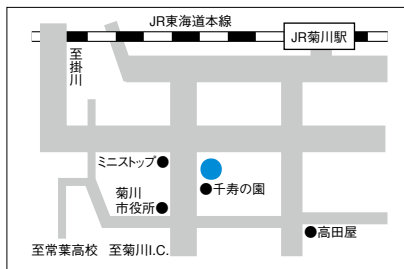 JR東海道本線
JR菊川駅
至掛川
ミニストップ
千寿の園
菊川
市役所
高田屋
至常葉高校
至菊川I.C.